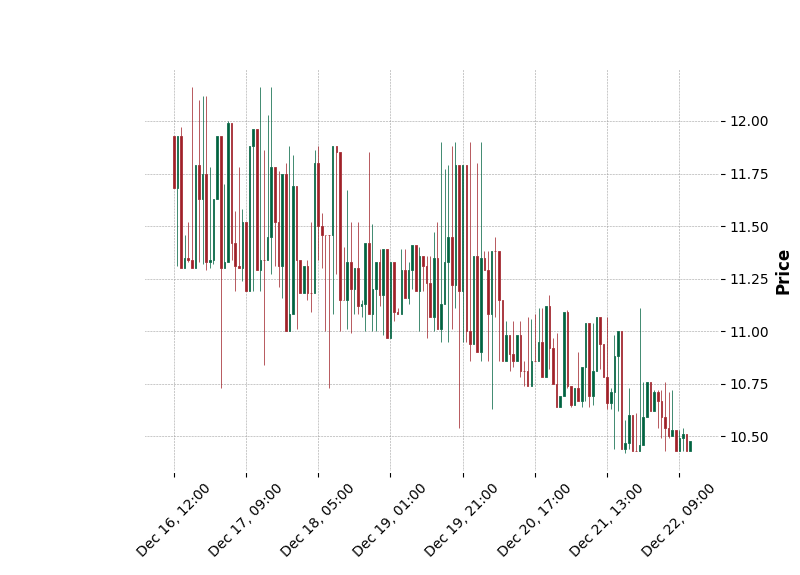 12.00
11.75
11.50
11.25
11.00
10.75
10.50
Price
Dec 16, 12:00
Dec 17, 09:00
Dec 18, 05:00
Dec 19, 01:00
Dec 19, 21:00
Dec 20, 17:00
Dec 21, 13:00
Dec 22, 09:00